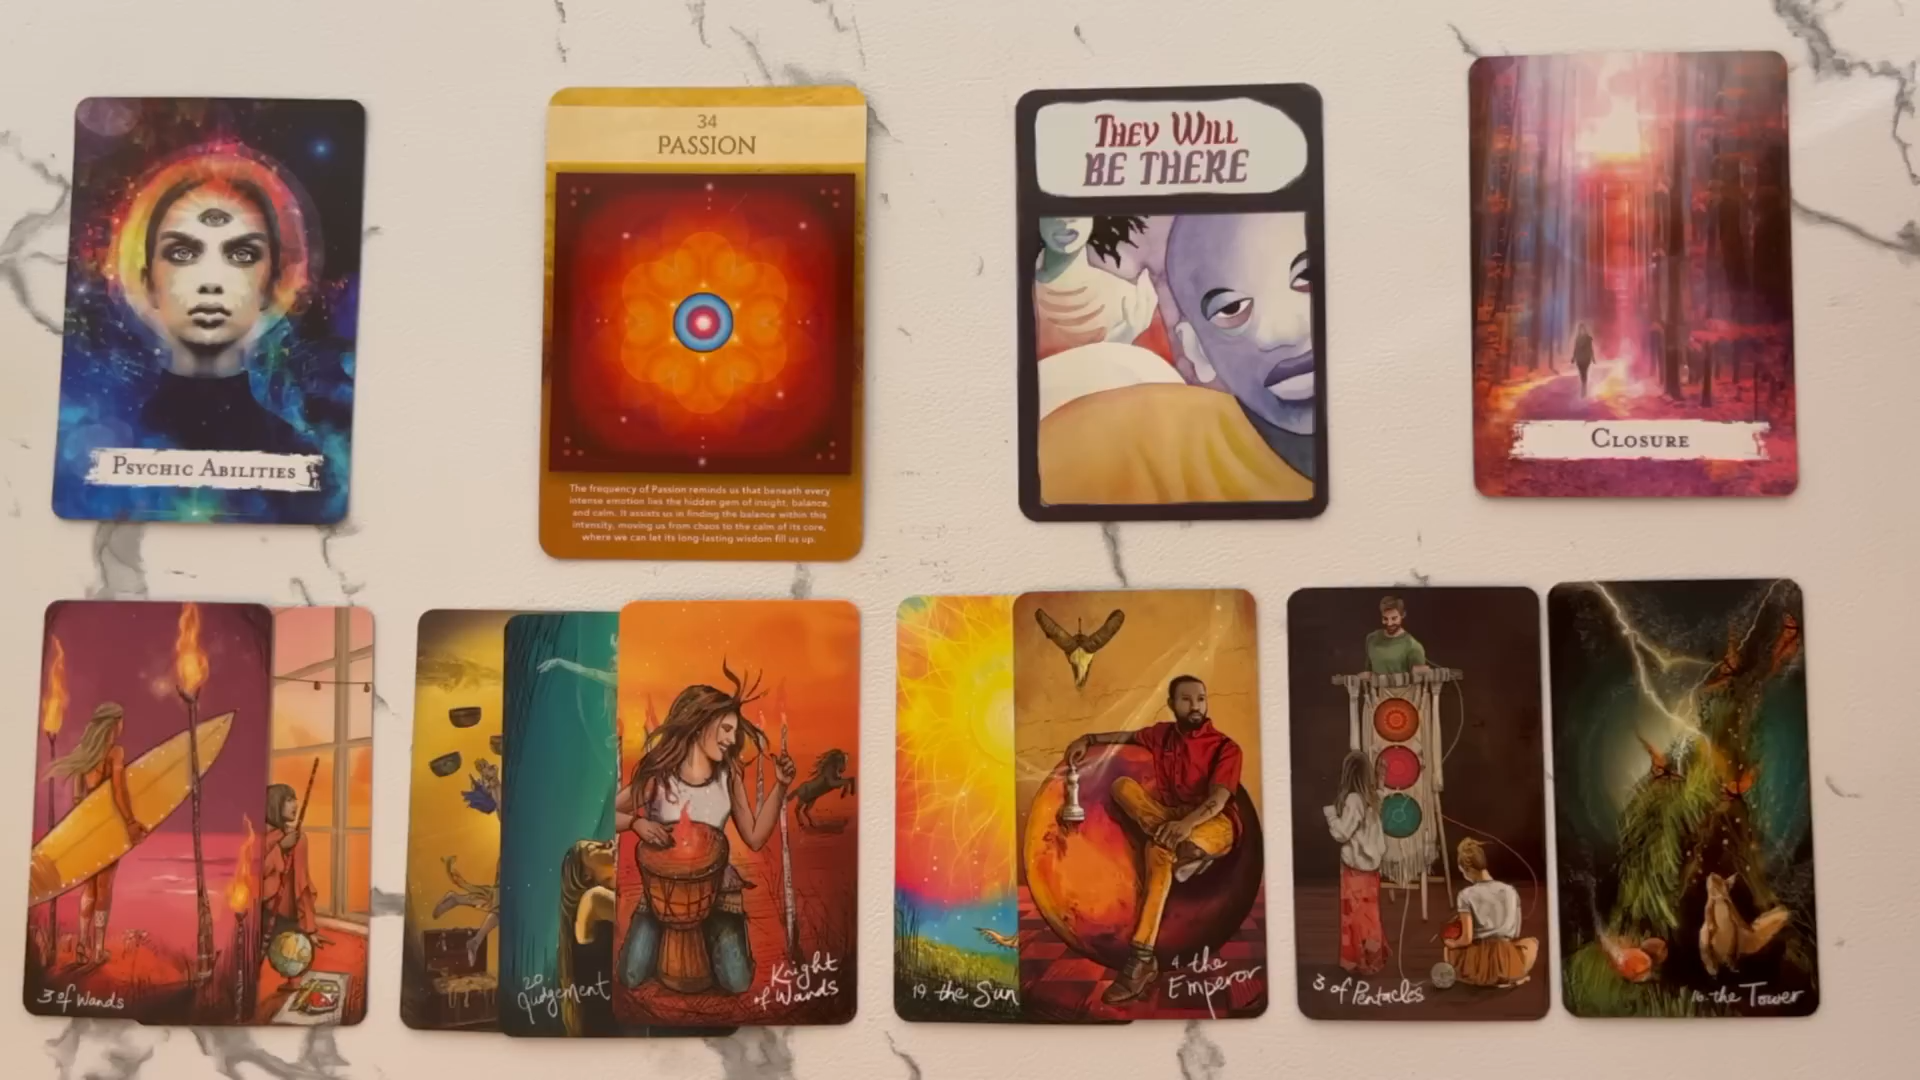 PSYCHIC ABILITIES
34
PASSION
The frequency of Passion reminds us that beneath every
intense emotion lies the hidden gem of insight, balance,
and calm. It assists us in finding the balance within this
intensity, moving us from chaos to the calm of its core,
where we can let its long-lasting wisdom fill us up.
THEY WILL
BE THERE
CLOSURE
3 of Wands
20
Judgement
Knight
of Wands
19. the Sun
4. the
Emperor
3 of Pentacles
16. the Tower